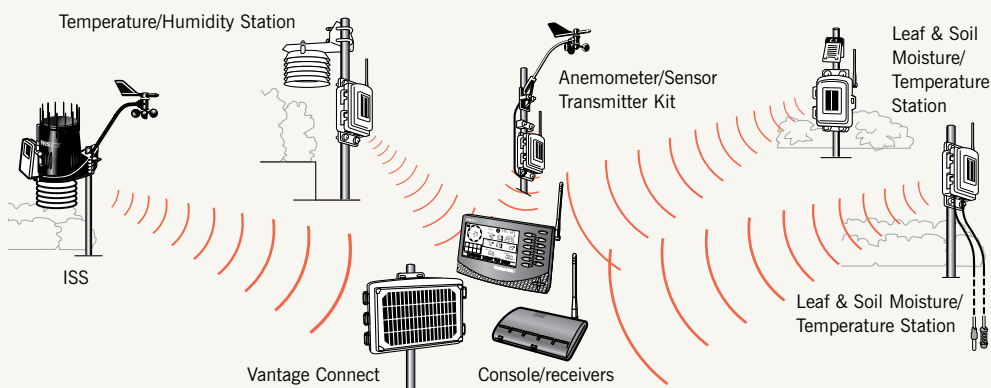 Temperature/Humidity Station
Anemometer/Sensor
Transmitter Kit
Leaf & Soil
Moisture/
Temperature
Station
ISS
Leaf & Soil Moisture/
Temperature Station
Vantage Connect
Console/receivers